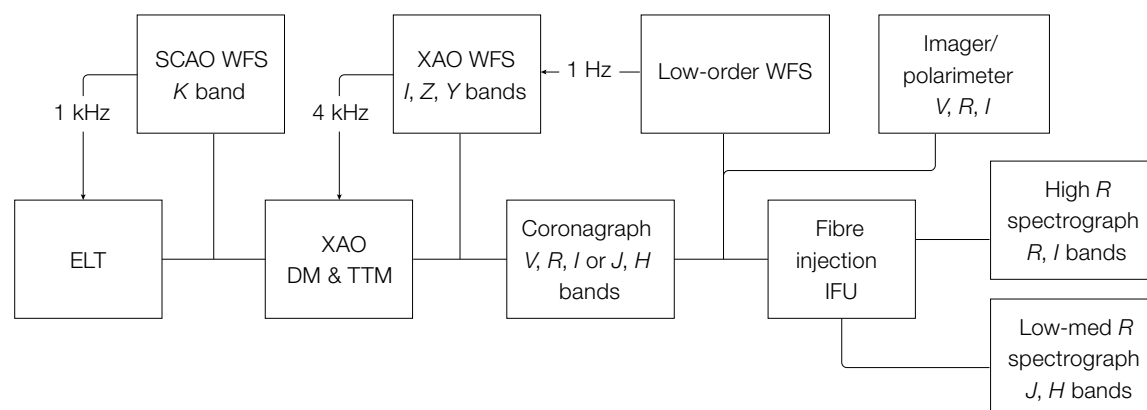 SCAO WFS
K band
XAO WFS
I, Z, Y bands
Low-order WFS
Imager/
polarimeter
V, R, I
1 kHz
4 kHz
1 Hz
ELT
XAO
DM & TTM
Coronagraph
V, R, I or J, H
bands
Fibre
injection
IFU
High R
spectrograph
R, I bands
Low-med R
spectrograph
J, H bands